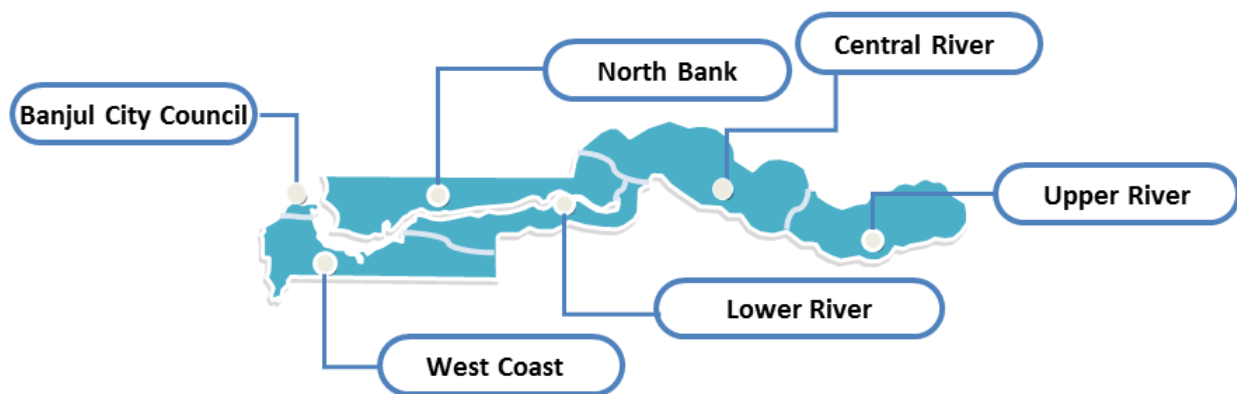 Central River
North Bank
Banjul City Council
Upper River
Lower River
West Coast